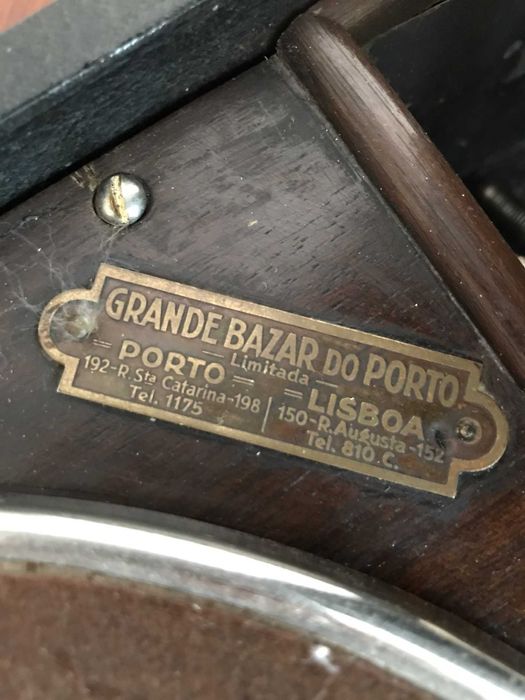 GRANDE BAZAR DO PORTO
Limitada
= PORTO =
192-R. Sta Catarina-198
Tel. 1175
= LISBOA =
150-R. Augusta-152
Tel. 810 C.